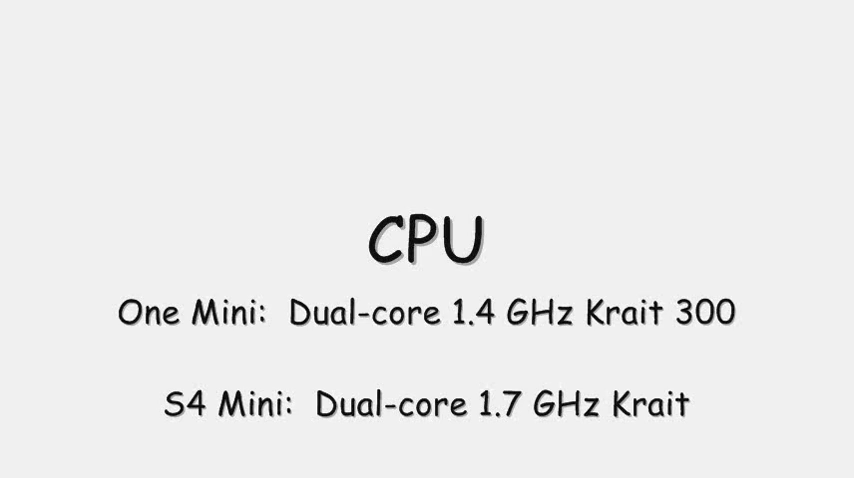 CPU
One Mini:  Dual-core 1.4 GHz Krait 300
S4 Mini:  Dual-core 1.7 GHz Krait